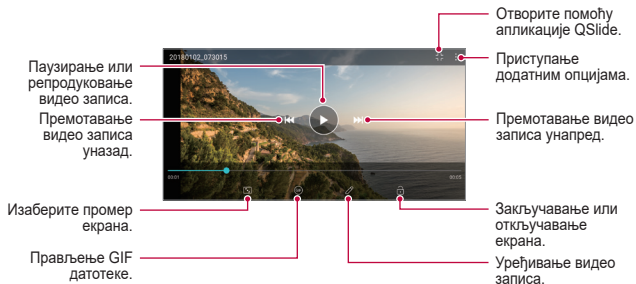 Отворите помоћу
апликације QSlide.
20180102_073015
Приступање
додатним опцијама.
Паузирање или
репродуковање
видео записа.
Премотавање
видео записа
уназад.
Премотавање видео
записа унапред.
00:01
00:05
GIF
Изаберите промер
екрана.
Закључавање или
откључавање
екрана.
Прављење GIF
датотеке.
Уређивање видео
записа.